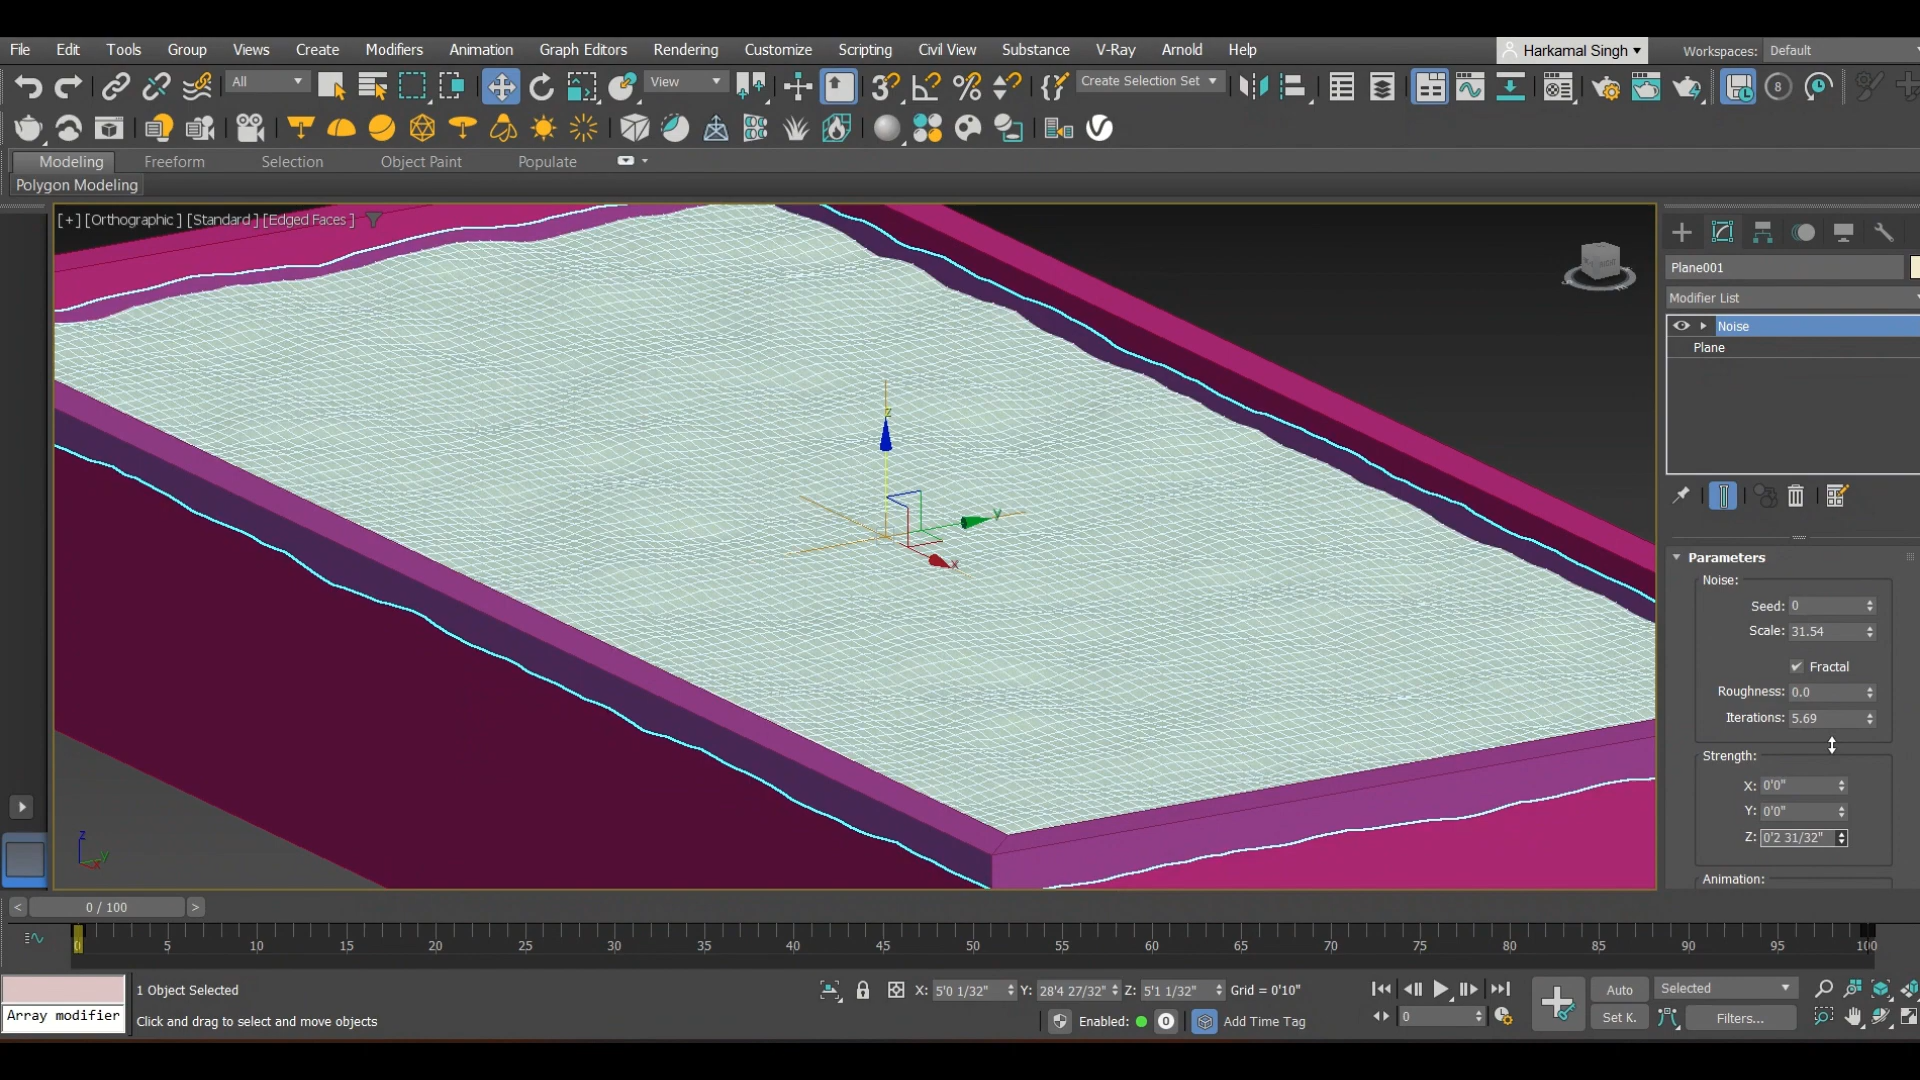 File Edit Tools Group Views Create Modifiers Animation Graph Editors Rendering Customize Scripting Civil View Substance V-Ray Arnold Help Harkamal Singh Workspaces: Default
All View Create Selection Set 8
Modeling Freeform Selection Object Paint Populate
Polygon Modeling
[+] [Orthographic ] [Standard ] [Edged Faces ]
Plane001
Modifier List
Noise
Plane
z
y
x
Parameters
Noise:
Seed: 0
Scale: 31.54
Fractal
Roughness: 0.0
Iterations: 5.69
Strength:
X: 0'0"
Y: 0'0"
Z: 0'2 31/32"
Animation:
z
y
x
< 0 / 100 >
0 5 10 15 20 25 30 35 40 45 50 55 60 65 70 75 80 85 90 95 100
1 Object Selected X: 5'0 1/32" Y: 28'4 27/32" Z: 5'1 1/32" Grid = 0'10" Auto Selected
Array modifier Click and drag to select and move objects Enabled: 0 Add Time Tag 0 Set K. Filters...